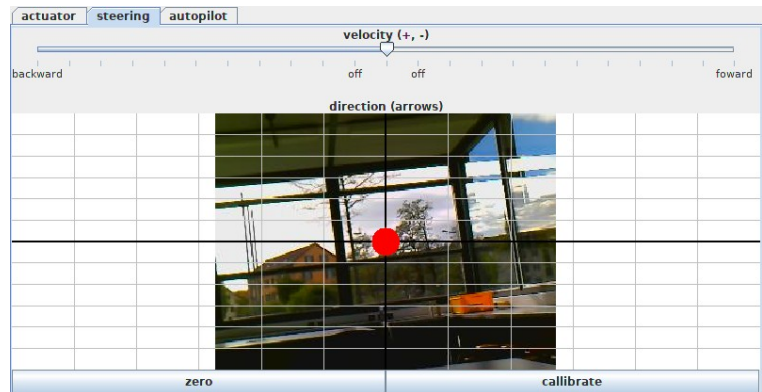 actuator steering autopilot
velocity (+, -)
backward off off foward
direction (arrows)
zero callibrate